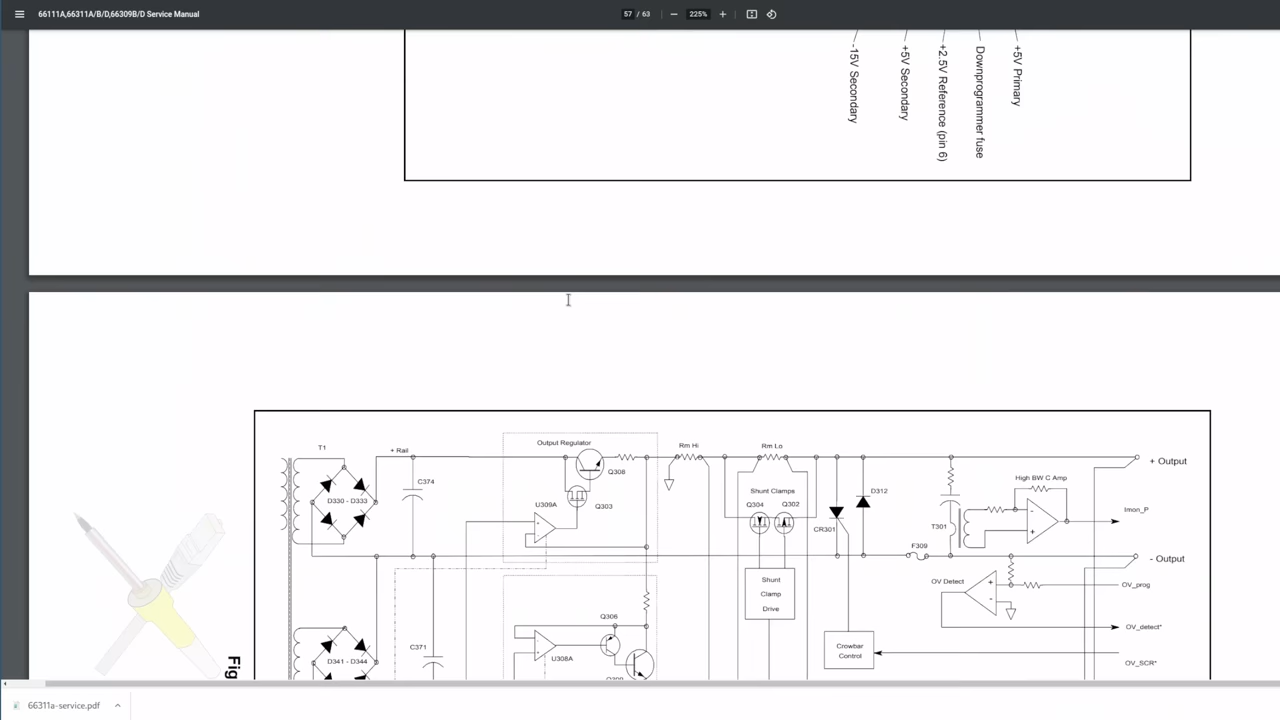 66111A,66311A/B/D,66309B/D Service Manual
57 / 63
225%
-15V Secondary
+5V Secondary
+2.5V Reference (pin 6)
Downprogrammer fuse
+5V Primary
T1
+ Rail
Output Regulator
Rm Hi
Rm Lo
+ Output
Q308
C374
D330 - D333
Q303
U309A
Shunt Clamps
Q304
Q302
D312
CR301
High BW C Amp
T301
Imon_P
F309
- Output
Shunt
Clamp
Drive
OV Detect
OV_prog
Q306
OV_detect*
C371
U308A
D341 - D344
Crowbar
Control
OV_SCR*
Fig
66311a-service.pdf